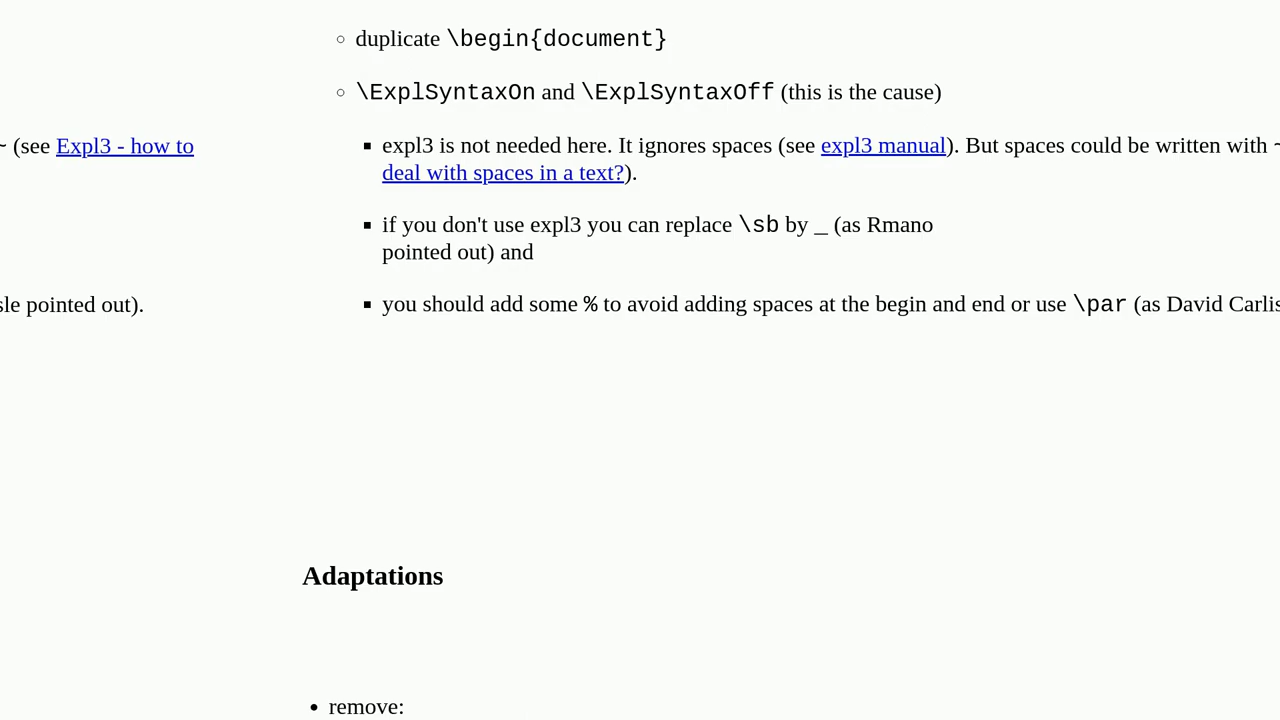 duplicate \begin{document}
\ExplSyntaxOn and \ExplSyntaxOff (this is the cause)
expl3 is not needed here. It ignores spaces (see expl3 manual). But spaces could be written with ~ (see Expl3 - how to
deal with spaces in a text?).
if you don't use expl3 you can replace \sb by _ (as Rmano
pointed out) and
you should add some % to avoid adding spaces at the begin and end or use \par (as David Carlisle pointed out).
Adaptations
remove: